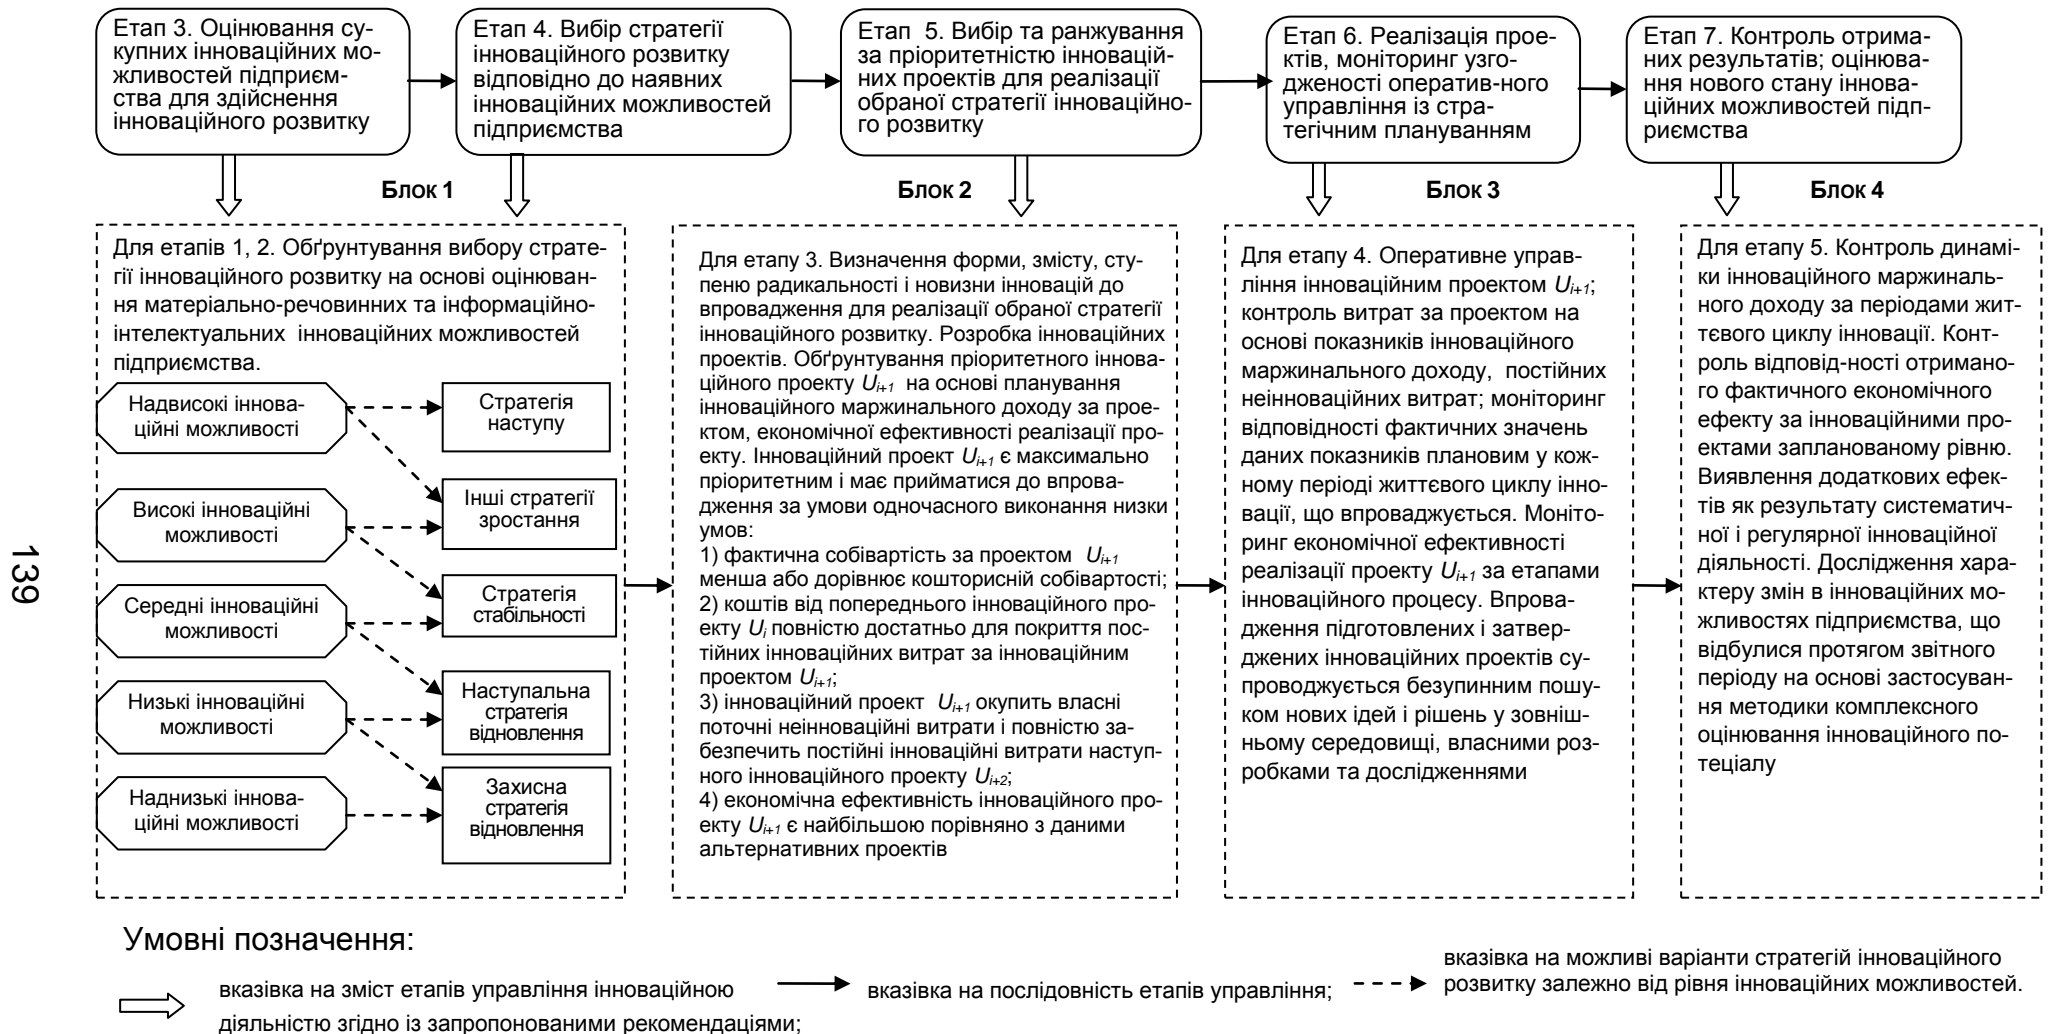 Етап 3. Оцінювання су-
купних інноваційних мо-
жливостей підприєм-
ства для здійснення
інноваційного розвитку
Етап 4. Вибір стратегії
інноваційного розвитку
відповідно до наявних
інноваційних можливостей
підприємства
Етап 5. Вибір та ранжування
за пріоритетністю інновацій-
них проектів для реалізації
обраної стратегії інноваційно-
го розвитку
Етап 6. Реалізація прое-
ктів, моніторинг узго-
дженості оператив-ного
управління із стра-
тегічним плануванням
Етап 7. Контроль отрима-
них результатів; оцінюва-
ння нового стану іннова-
ційних можливостей підп-
риємства
Блок 1
Блок 2
Блок 3
Блок 4
Для етапів 1, 2. Обґрунтування вибору страте-
гії інноваційного розвитку на основі оцінюван-
ня матеріально-речовинних та інформаційно-
інтелектуальних інноваційних можливостей
підприємства.
Надвисокі іннова-
ційні можливості
Високі інноваційні
можливості
Середні інноваційні
можливості
Низькі інноваційні
можливості
Наднизькі іннова-
ційні можливості
Стратегія
наступу
Інші стратегії
зростання
Стратегія
стабільності
Наступальна
стратегія
відновлення
Захисна
стратегія
відновлення
Для етапу 3. Визначення форми, змісту, сту-
пеню радикальності і новизни інновацій до
впровадження для реалізації обраної стратегії
інноваційного розвитку. Розробка інноваційних
проектів. Обґрунтування пріоритетного іннова-
ційного проекту Ui+1 на основі планування
інноваційного маржинального доходу за прое-
ктом, економічної ефективності реалізації про-
екту. Інноваційний проект Ui+1 є максимально
пріоритетним і має прийматися до впрова-
дження за умови одночасного виконання низки
умов:
1) фактична собівартість за проектом Ui+1
менша або дорівнює кошторисній собівартості;
2) коштів від попереднього інноваційного про-
екту Ui повністю достатньо для покриття пос-
тійних інноваційних витрат за інноваційним
проектом Ui+1;
3) інноваційний проект Ui+1 окупить власні
поточні неінноваційні витрати і повністю за-
безпечить постійні інноваційні витрати наступ-
ного інноваційного проекту Ui+2;
4) економічна ефективність інноваційного про-
екту Ui+1 є найбільшою порівняно з даними
альтернативних проектів
Для етапу 4. Оперативне управ-
ління інноваційним проектом Ui+1;
контроль витрат за проектом на
основі показників інноваційного
маржинального доходу, постійних
неінноваційних витрат; моніторинг
відповідності фактичних значень
даних показників плановим у кож-
ному періоді життєвого циклу інно-
вації, що впроваджується. Моніто-
ринг економічної ефективності
реалізації проекту Ui+1 за етапами
інноваційного процесу. Впрова-
дження підготовлених і затвер-
джених інноваційних проектів су-
проводжується безупинним пошу-
ком нових ідей і рішень у зовніш-
ньому середовищі, власними роз-
робками та дослідженнями
Для етапу 5. Контроль динамі-
ки інноваційного маржиналь-
ного доходу за періодами жит-
тєвого циклу інновації. Конт-
роль відповід-ності отримано-
го фактичного економічного
ефекту за інноваційними про-
ектами запланованому рівню.
Виявлення додаткових ефек-
тів як результату систематич-
ної і регулярної інноваційної
діяльності. Дослідження хара-
ктеру змін в інноваційних мо-
жливостях підприємства, що
відбулися протягом звітного
періоду на основі застосуван-
ня методики комплексного
оцінювання інноваційного по-
теціалу
139
Умовні позначення:
вказівка на зміст етапів управління інноваційною
діяльністю згідно із запропонованими рекомендаціями;
вказівка на послідовність етапів управління;
вказівка на можливі варіанти стратегій інноваційного
розвитку залежно від рівня інноваційних можливостей.